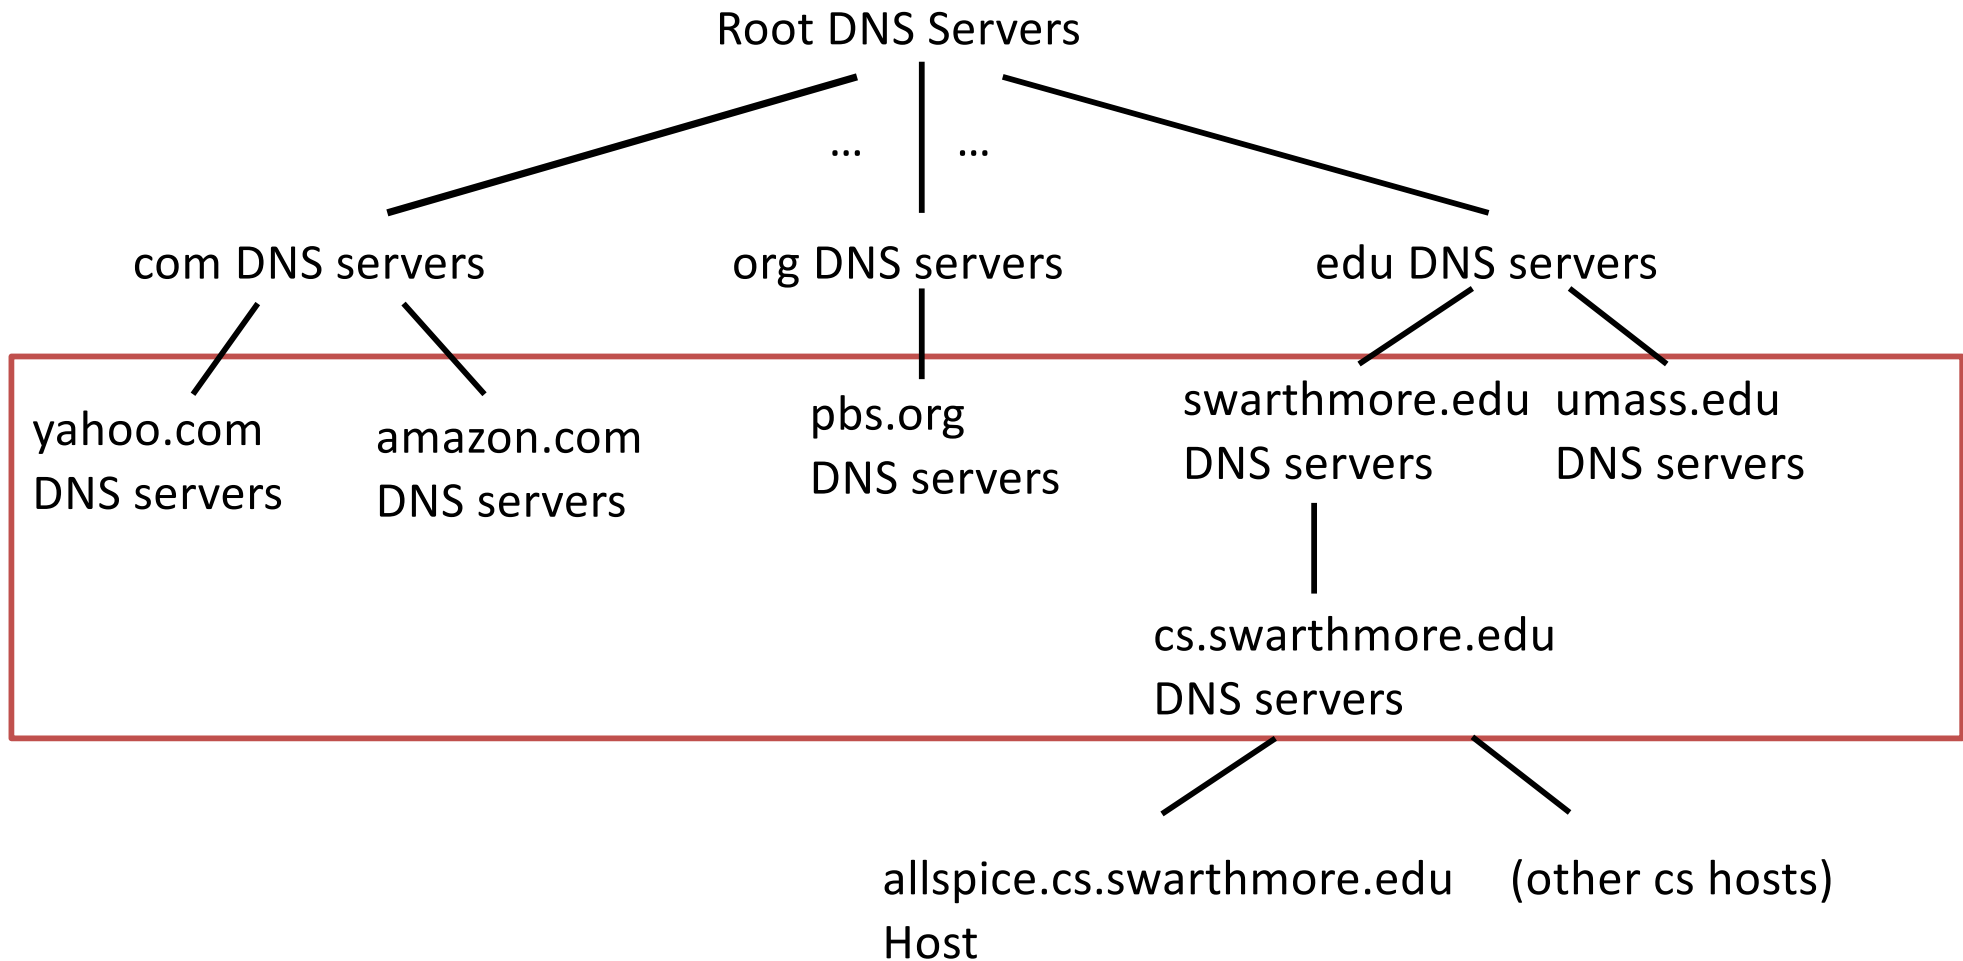 Root DNS Servers
... ...
com DNS servers
org DNS servers
edu DNS servers
yahoo.com
DNS servers
amazon.com
DNS servers
pbs.org
DNS servers
swarthmore.edu
DNS servers
umass.edu
DNS servers
cs.swarthmore.edu
DNS servers
allspice.cs.swarthmore.edu
Host
(other cs hosts)